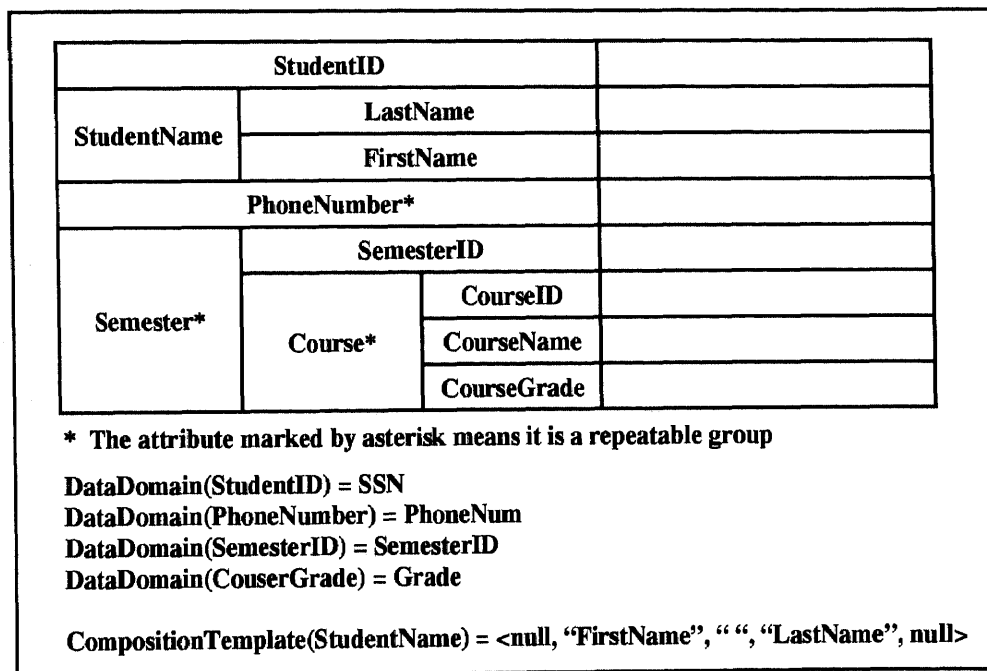 StudentID
StudentName
LastName
FirstName
PhoneNumber*
Semester*
SemesterID
Course*
CourseID
CourseName
CourseGrade
* The attribute marked by asterisk means it is a repeatable group
DataDomain(StudentID) = SSN
DataDomain(PhoneNumber) = PhoneNum
DataDomain(SemesterID) = SemesterID
DataDomain(CouserGrade) = Grade
CompositionTemplate(StudentName) = <null, “FirstName”, “ “, “LastName”, null>